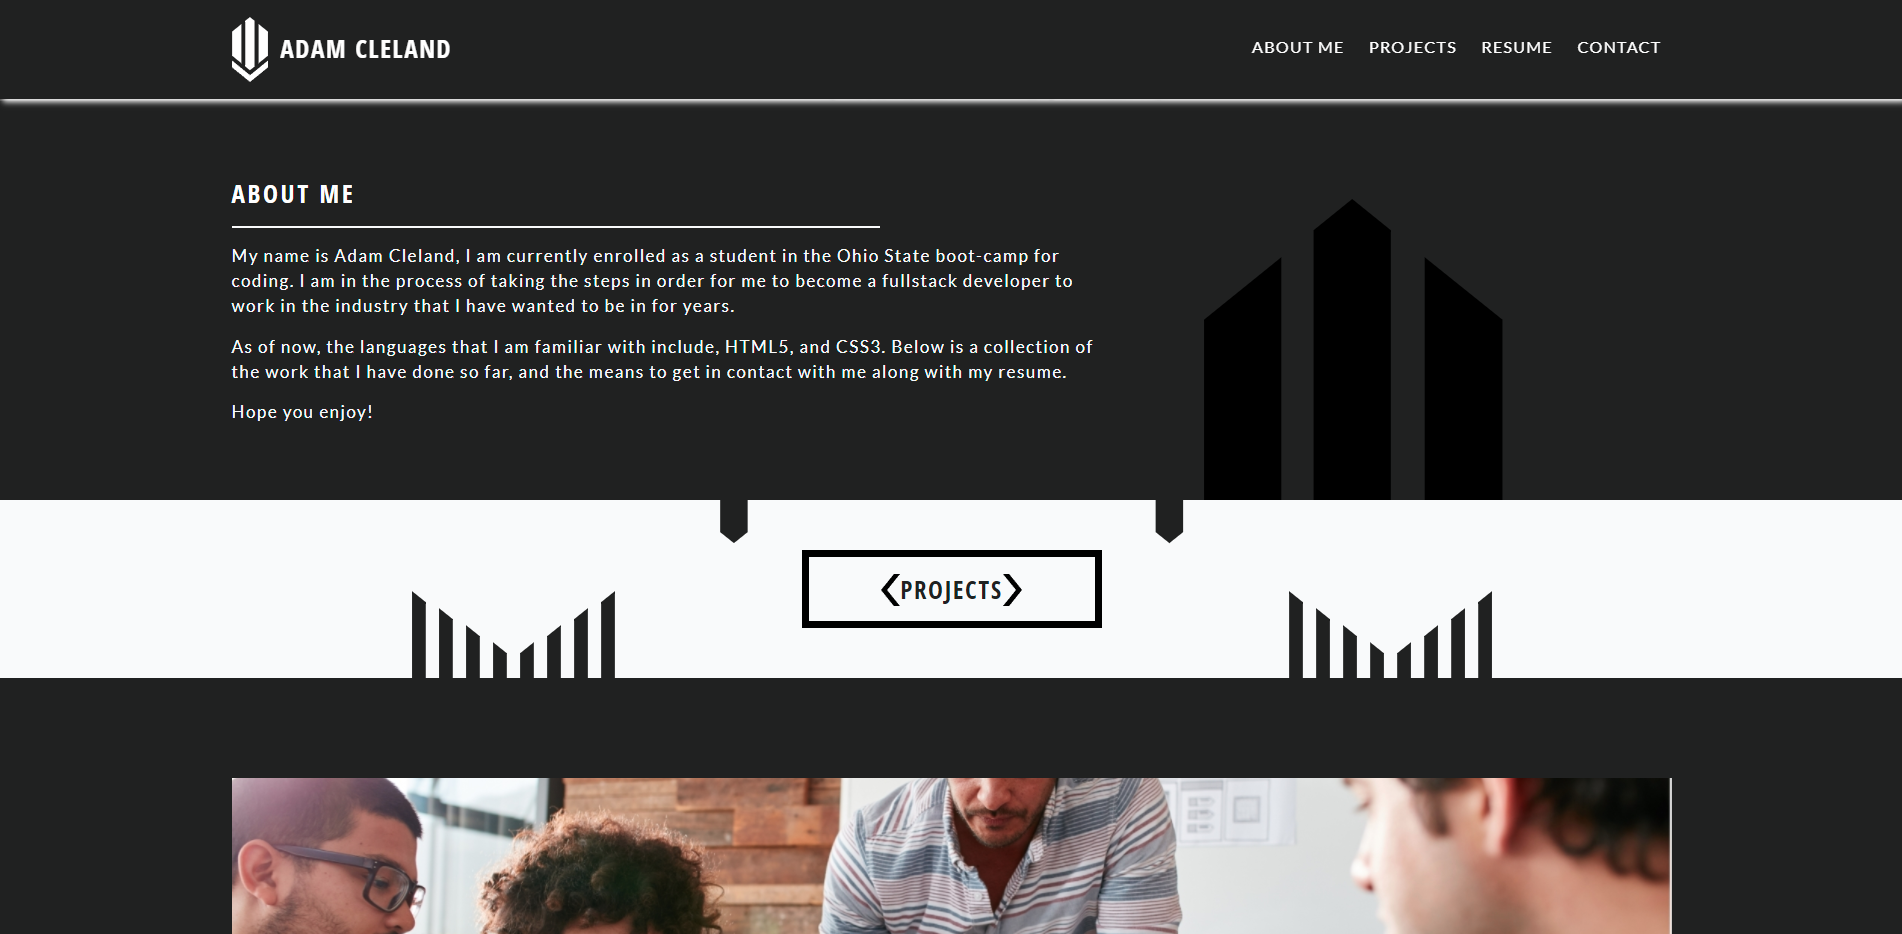 ADAM CLELAND
ABOUT ME PROJECTS RESUME CONTACT
ABOUT ME
My name is Adam Cleland, I am currently enrolled as a student in the Ohio State boot-camp for
coding. I am in the process of taking the steps in order for me to become a fullstack developer to
work in the industry that I have wanted to be in for years.
As of now, the languages that I am familiar with include, HTML5, and CSS3. Below is a collection of
the work that I have done so far, and the means to get in contact with me along with my resume.
Hope you enjoy!
PROJECTS